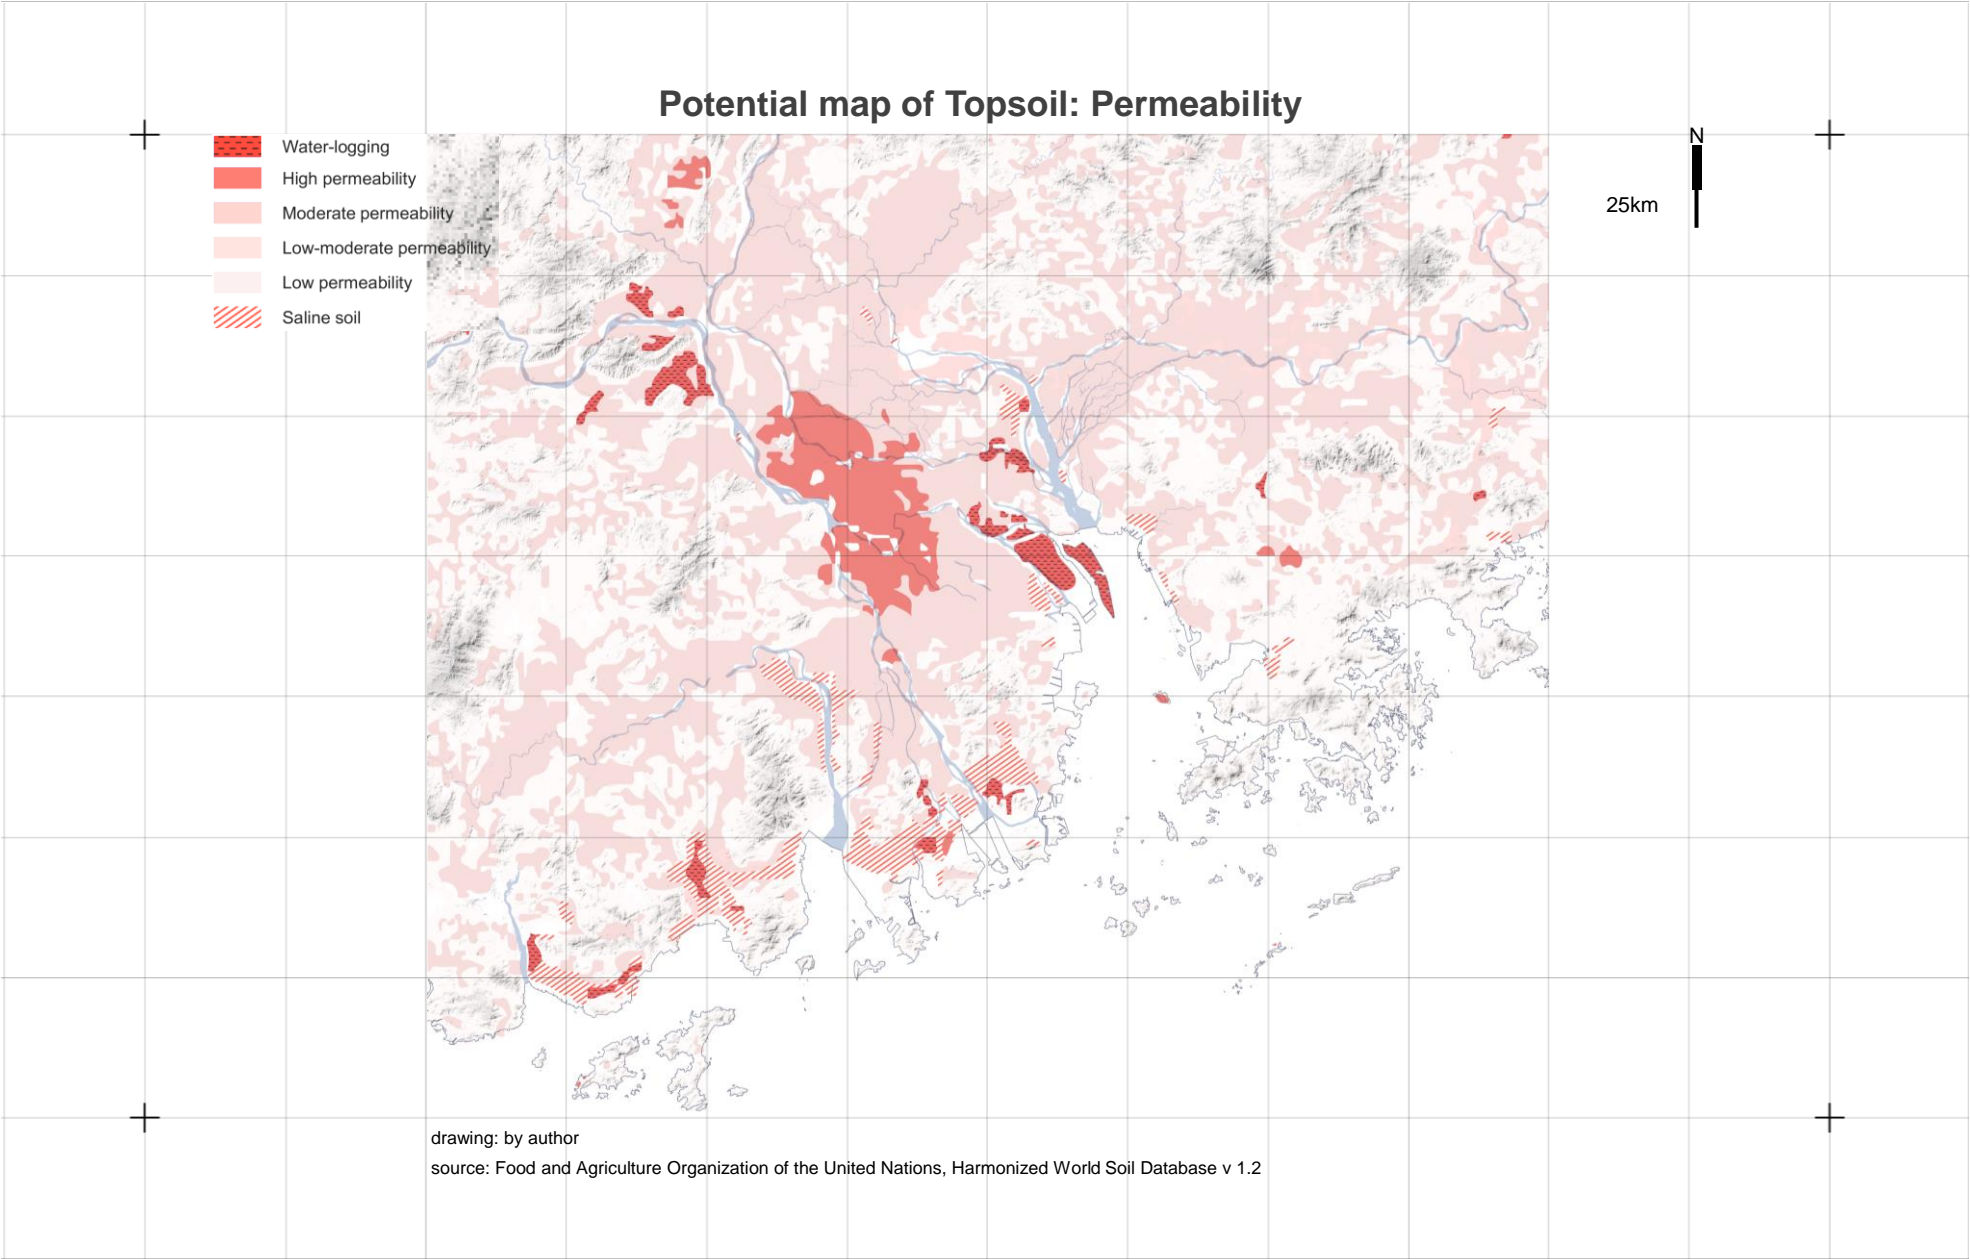 Potential map of Topsoil: Permeability
Water-logging
High permeability
Moderate permeability
Low-moderate permeability
Low permeability
Saline soil
N
25km
drawing: by author
source: Food and Agriculture Organization of the United Nations, Harmonized World Soil Database v 1.2